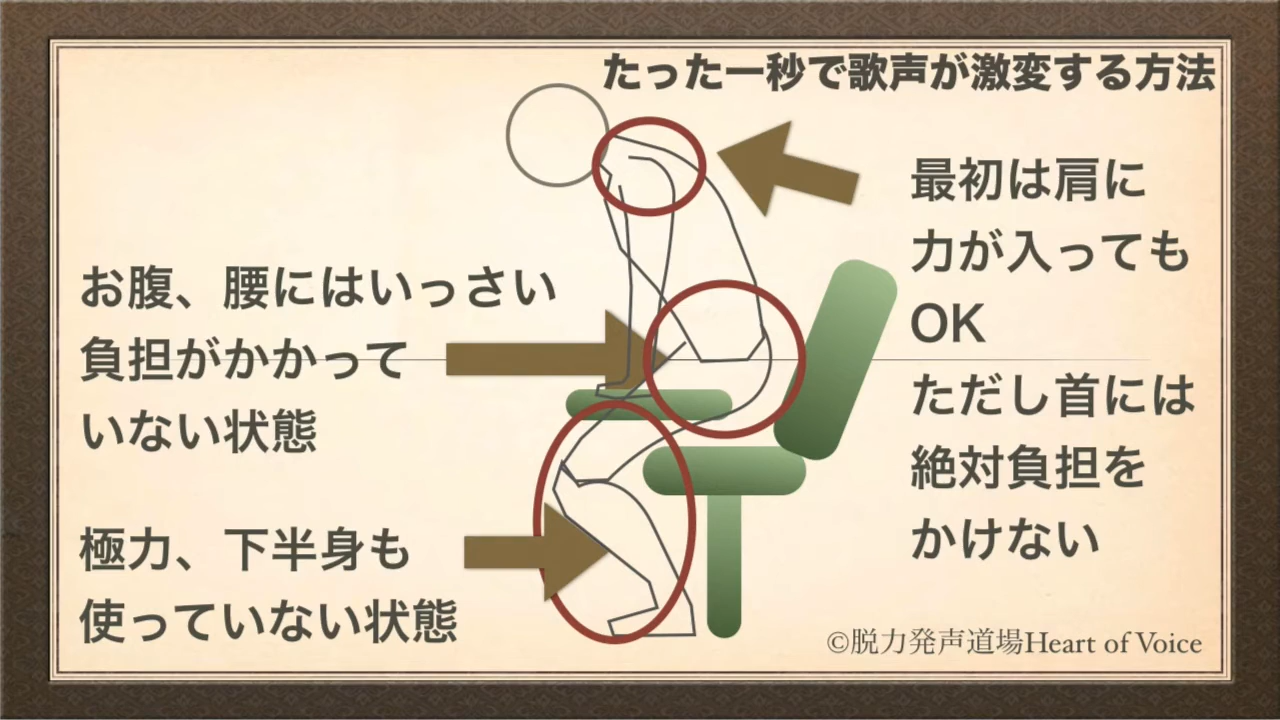 たった一秒で歌声が激変する方法
最初は肩に
力が入っても
OK
ただし首には
絶対負担を
かけない
お腹、腰にはいっさい
負担がかかって
いない状態
極力、下半身も
使っていない状態
©脱力発声道場Heart of Voice